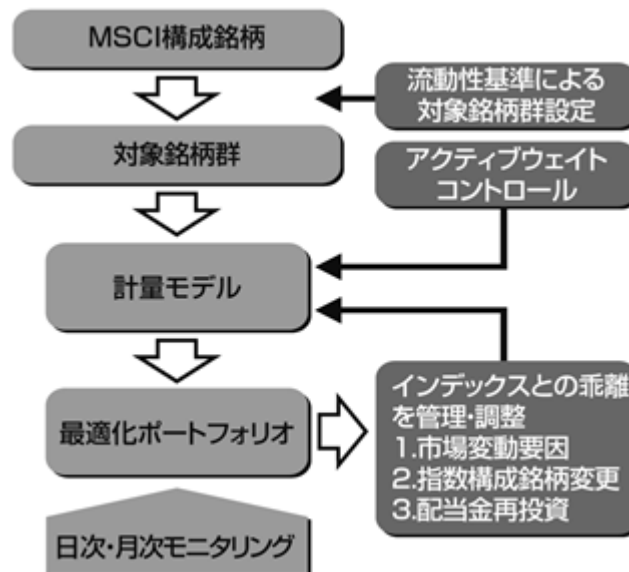 MSCI構成銘柄
流動性基準による
対象銘柄群設定
対象銘柄群
アクティブウェイト
コントロール
計量モデル
最適化ポートフォリオ
インデックスとの乖離
を管理・調整
1.市場変動要因
2.指数構成銘柄変更
3.配当金再投資
日次・月次モニタリング